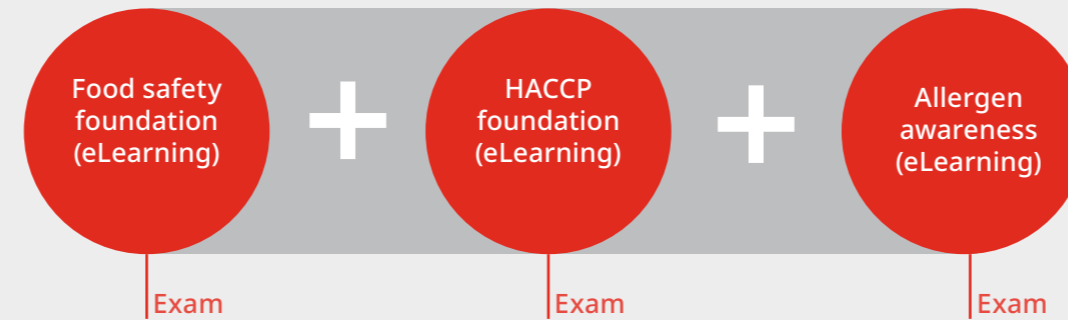 Food safety
foundation
(eLearning)
+
HACCP
foundation
(eLearning)
+
Allergen
awareness
(eLearning)
Exam
Exam
Exam